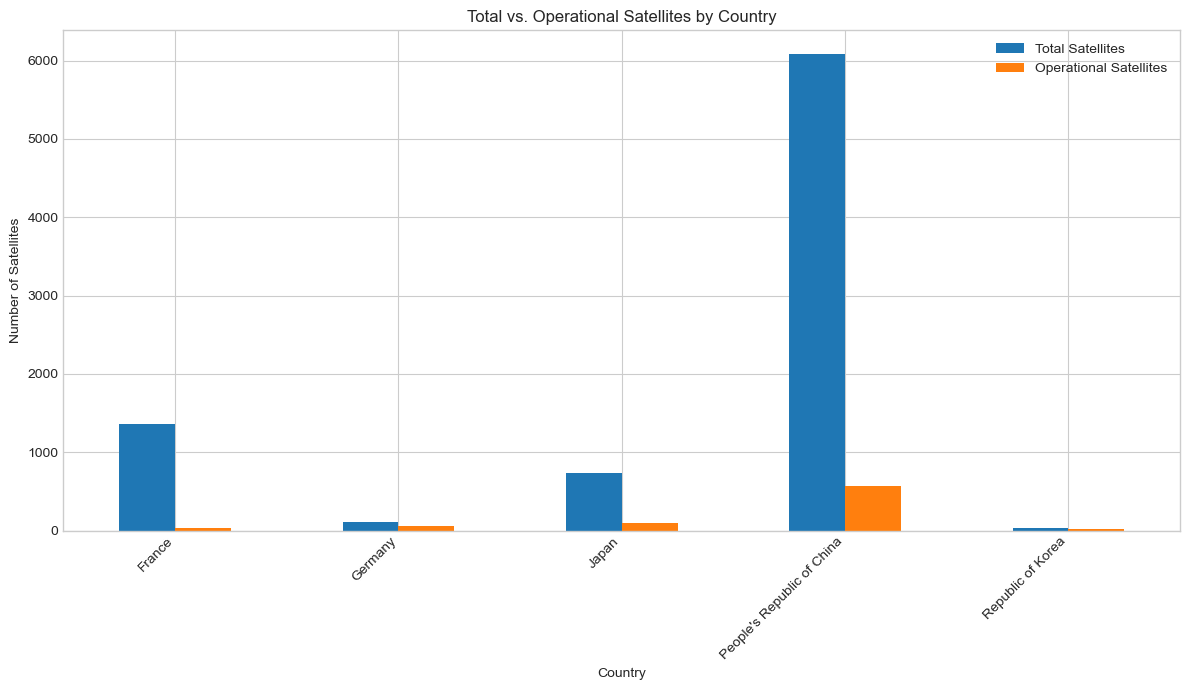 Total vs. Operational Satellites by Country
Total Satellites
Operational Satellites
Number of Satellites
6000
5000
4000
3000
2000
1000
0
France
Germany
Japan
People's Republic of China
Republic of Korea
Country